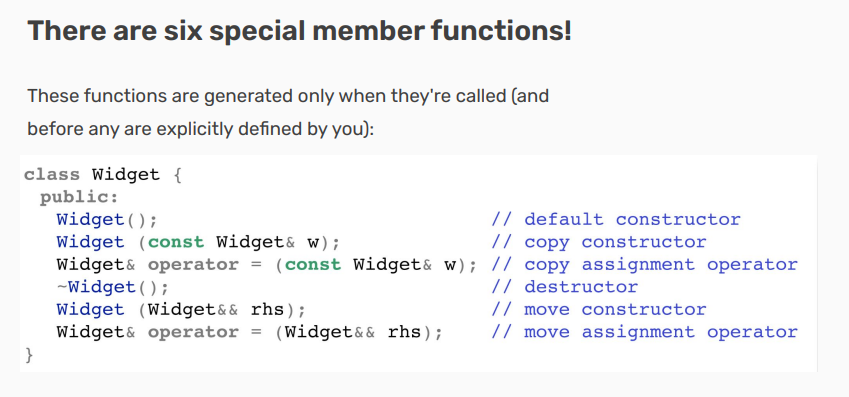 There are six special member functions!
These functions are generated only when they're called (and
before any are explicitly defined by you):
class Widget {
  public:
    Widget();                                // default constructor
    Widget (const Widget& w);                // copy constructor
    Widget& operator = (const Widget& w); // copy assignment operator
    ~Widget();                               // destructor
    Widget (Widget&& rhs);                   // move constructor
    Widget& operator = (Widget&& rhs);       // move assignment operator
}